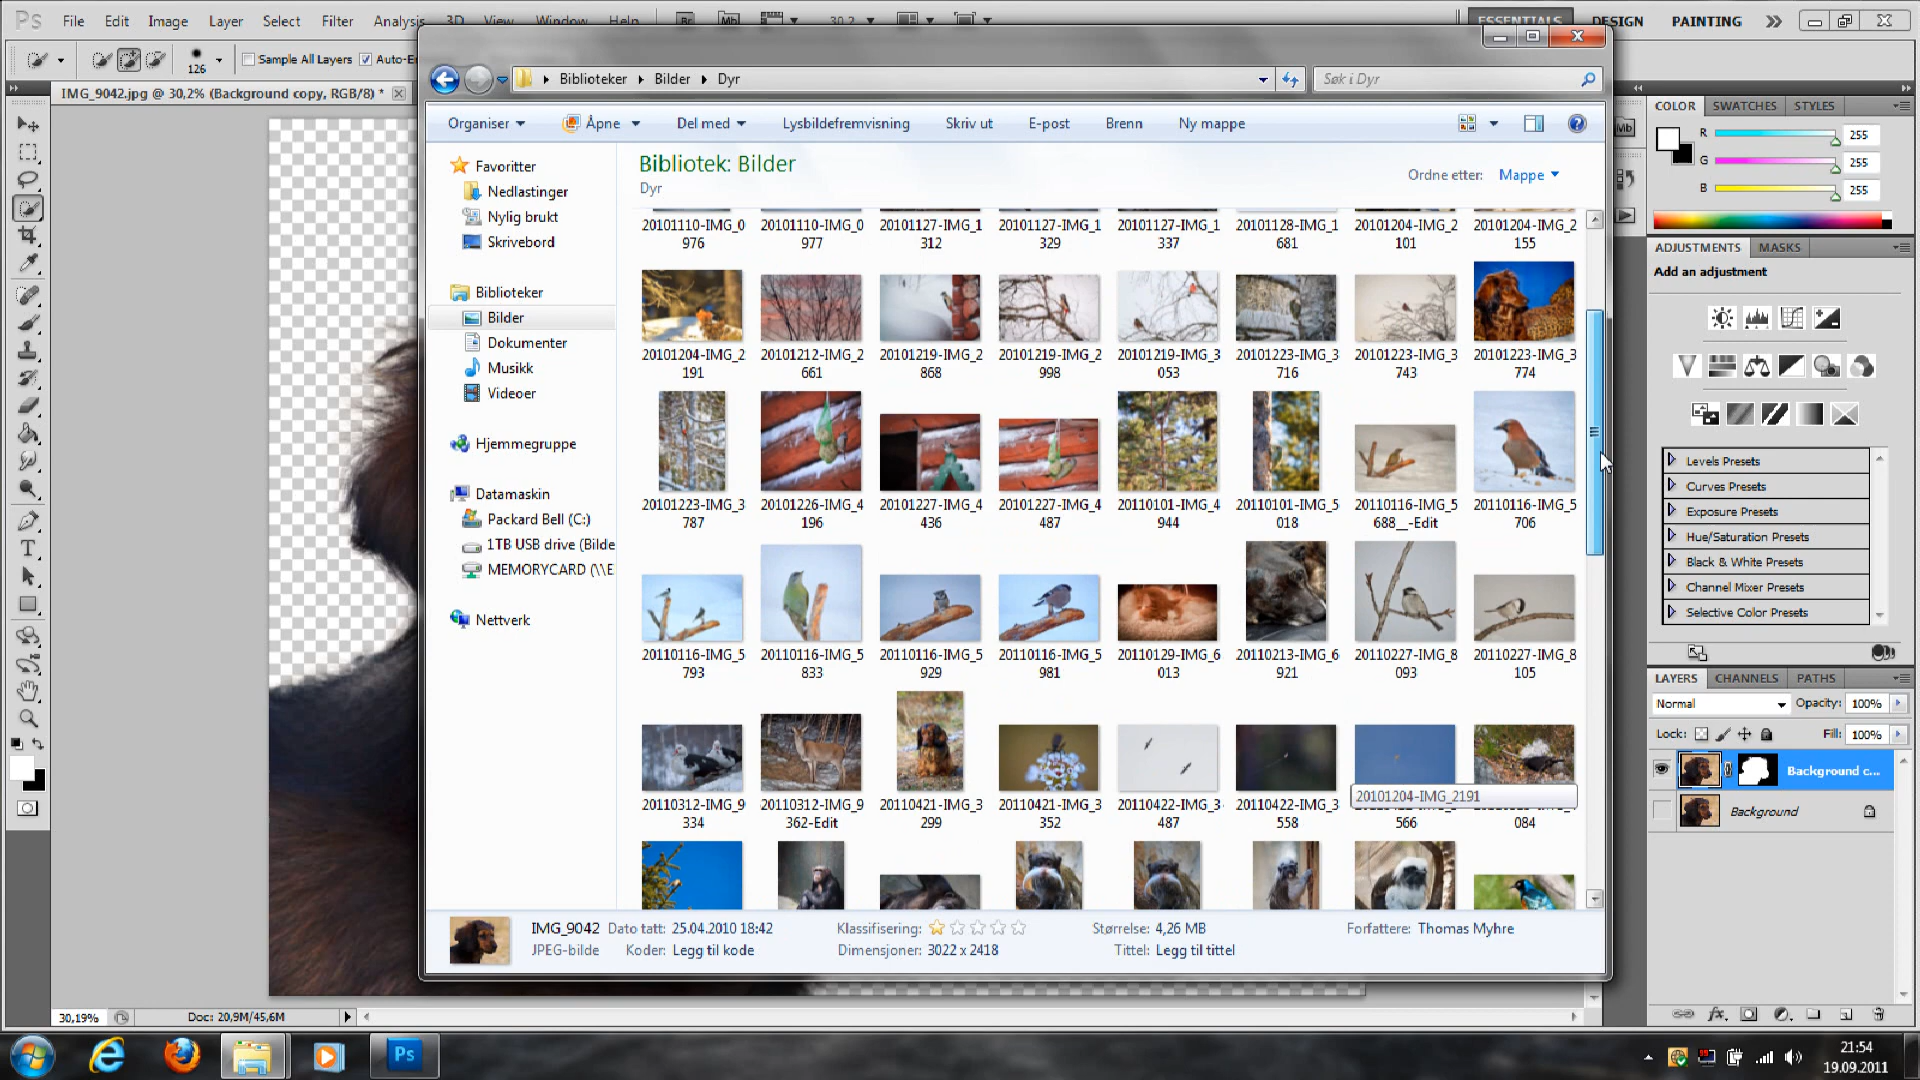 Ps File Edit Image Layer Select Filter Analysis 3D View Window Help Br Mb 30,2 ESSENTIALS DESIGN PAINTING
126 Sample All Layers
IMG_9042.jpg @ 30,2% (Background copy, RGB/8) *
Biblioteker Bilder Dyr Søk i Dyr
Organiser Åpne Del med Lysbildefremvisning Skriv ut E-post Brenn Ny mappe
Favoritter
Nedlastinger
Nylig brukt
Skrivebord
Biblioteker
Bilder
Dokumenter
Musikk
Videoer
Hjemmegruppe
Datamaskin
Packard Bell (C:)
1TB USB drive (Bilde
MEMORYCARD (\\E
Nettverk
Bibliotek: Bilder
Dyr
Ordne etter: Mappe
20101110-IMG_0976 20101110-IMG_0977 20101127-IMG_1312 20101127-IMG_1329 20101127-IMG_1337 20101128-IMG_1681 20101204-IMG_2101 20101204-IMG_2155
20101204-IMG_2191 20101212-IMG_2661 20101219-IMG_2868 20101219-IMG_2998 20101219-IMG_3053 20101223-IMG_3716 20101223-IMG_3743 20101223-IMG_3774
20101223-IMG_3787 20101226-IMG_4196 20101227-IMG_4436 20101227-IMG_4487 20110101-IMG_4944 20110101-IMG_5018 20110116-IMG_5688__-Edit 20110116-IMG_5706
20110116-IMG_5793 20110116-IMG_5833 20110116-IMG_5929 20110116-IMG_5981 20110129-IMG_6013 20110213-IMG_6921 20110227-IMG_8093 20110227-IMG_8105
20110312-IMG_9334 20110312-IMG_9362-Edit 20110421-IMG_3299 20110421-IMG_3352 20110422-IMG_3487 20110422-IMG_3558 566 084
20101204-IMG_2191
IMG_9042 Dato tatt: 25.04.2010 18:42 Klassifisering: Størrelse: 4,26 MB Forfattere: Thomas Myhre
JPEG-bilde Koder: Legg til kode Dimensjoner: 3022 x 2418 Tittel: Legg til tittel
COLOR SWATCHES STYLES
R 255
G 255
B 255
Mb
ADJUSTMENTS MASKS
Add an adjustment
Levels Presets
Curves Presets
Exposure Presets
Hue/Saturation Presets
Black & White Presets
Channel Mixer Presets
Selective Color Presets
LAYERS CHANNELS PATHS
Normal Opacity: 100%
Lock: Fill: 100%
Background c...
Background
30,19% Doc: 20,9M/45,6M
Ps
21:54
19.09.2011